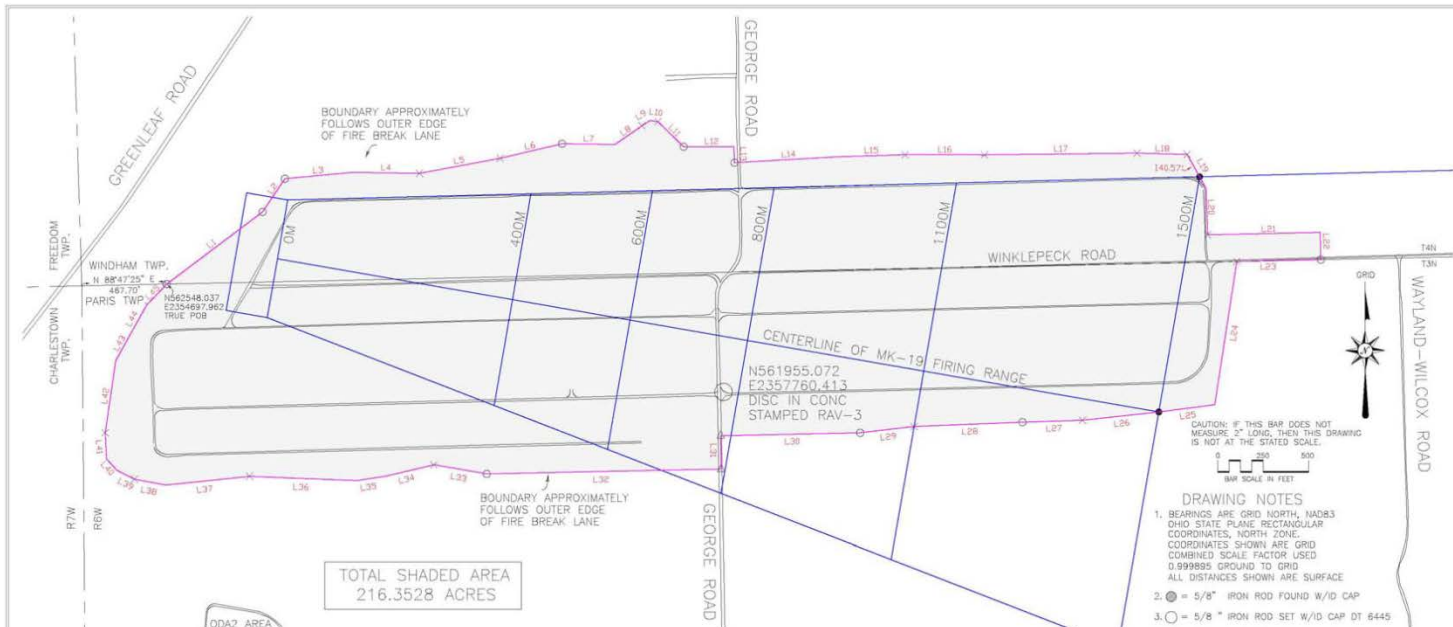 GREENLEAF ROAD
BOUNDARY APPROXIMATELY
FOLLOWS OUTER EDGE
OF FIRE BREAK LANE
GEORGE ROAD
L1
L2
L3
L4
L5
L6
L7
L8
L9
L10
L11
L12
L13
L14
L15
L16
L17
L18
L19
140.57'
L20
L21
L22
L23
0M
400M
600M
800M
1100M
1500M
FREEDOM
TWP.
WINDHAM TWP.
N 88°47'25" E
467.70'
PARIS TWP.
CHARLESTOWN
TWP.
N562548.037
E2354697.962
TRUE POB
WINKLEPECK ROAD
T4N
T3N
GRID
N
WAYLAND-WILCOX ROAD
CENTERLINE OF MK-19 FIRING RANGE
N561955.072
E2357760.413
DISC IN CONC
STAMPED RAV-3
L24
L25
L26
L27
L28
L29
L30
L31
L32
L33
L34
L35
L36
L37
L38
L39
L40
L41
L42
L43
L44
L45
CAUTION: IF THIS BAR DOES NOT
MEASURE 2" LONG, THEN THIS DRAWING
IS NOT AT THE STATED SCALE.
0 250 500
BAR SCALE IN FEET
BOUNDARY APPROXIMATELY
FOLLOWS OUTER EDGE
OF FIRE BREAK LANE
GEORGE ROAD
R7W
R6W
TOTAL SHADED AREA
216.3528 ACRES
ODA2 AREA
DRAWING NOTES
1. BEARINGS ARE GRID NORTH, NAD83
OHIO STATE PLANE RECTANGULAR
COORDINATES, NORTH ZONE.
COORDINATES SHOWN ARE GRID
COMBINED SCALE FACTOR USED
0.999895 GROUND TO GRID
ALL DISTANCES SHOWN ARE SURFACE
2. = 5/8" IRON ROD FOUND W/ID CAP
3. = 5/8 " IRON ROD SET W/ID CAP DT 6445